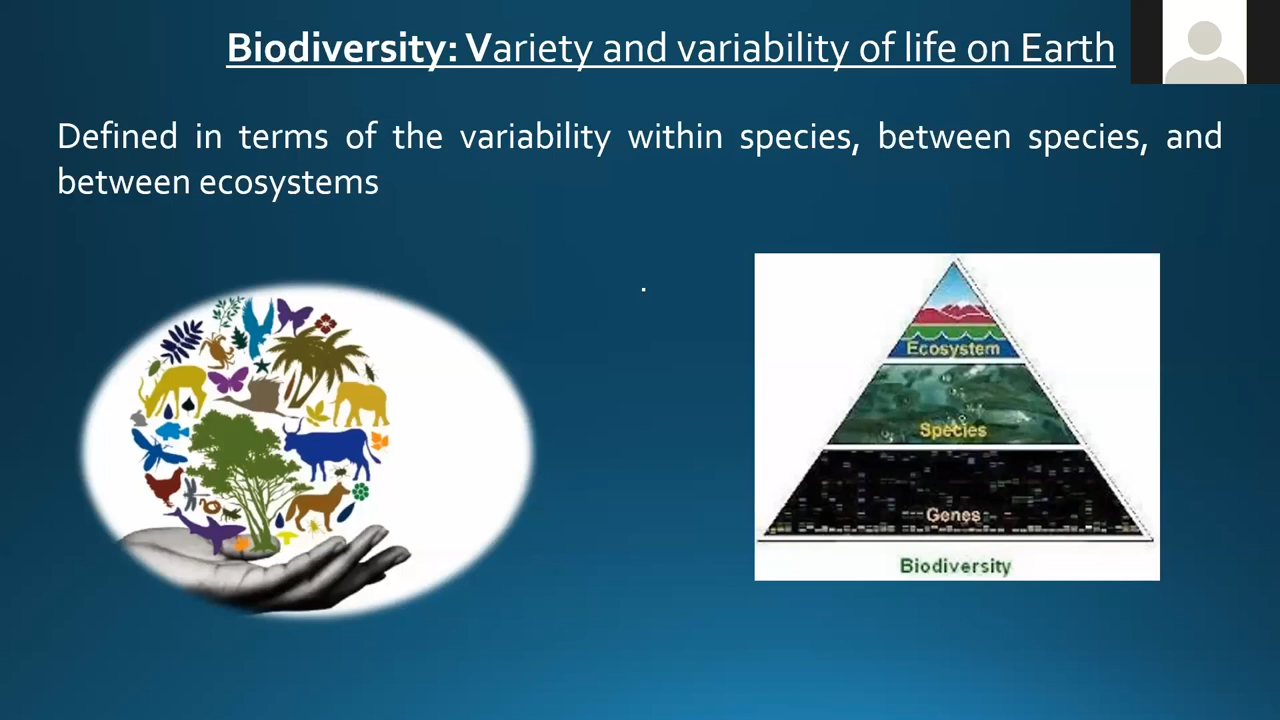 Biodiversity: Variety and variability of life on Earth
Defined in terms of the variability within species, between species, and
between ecosystems
.
Ecosystem
Species
Genes
Biodiversity